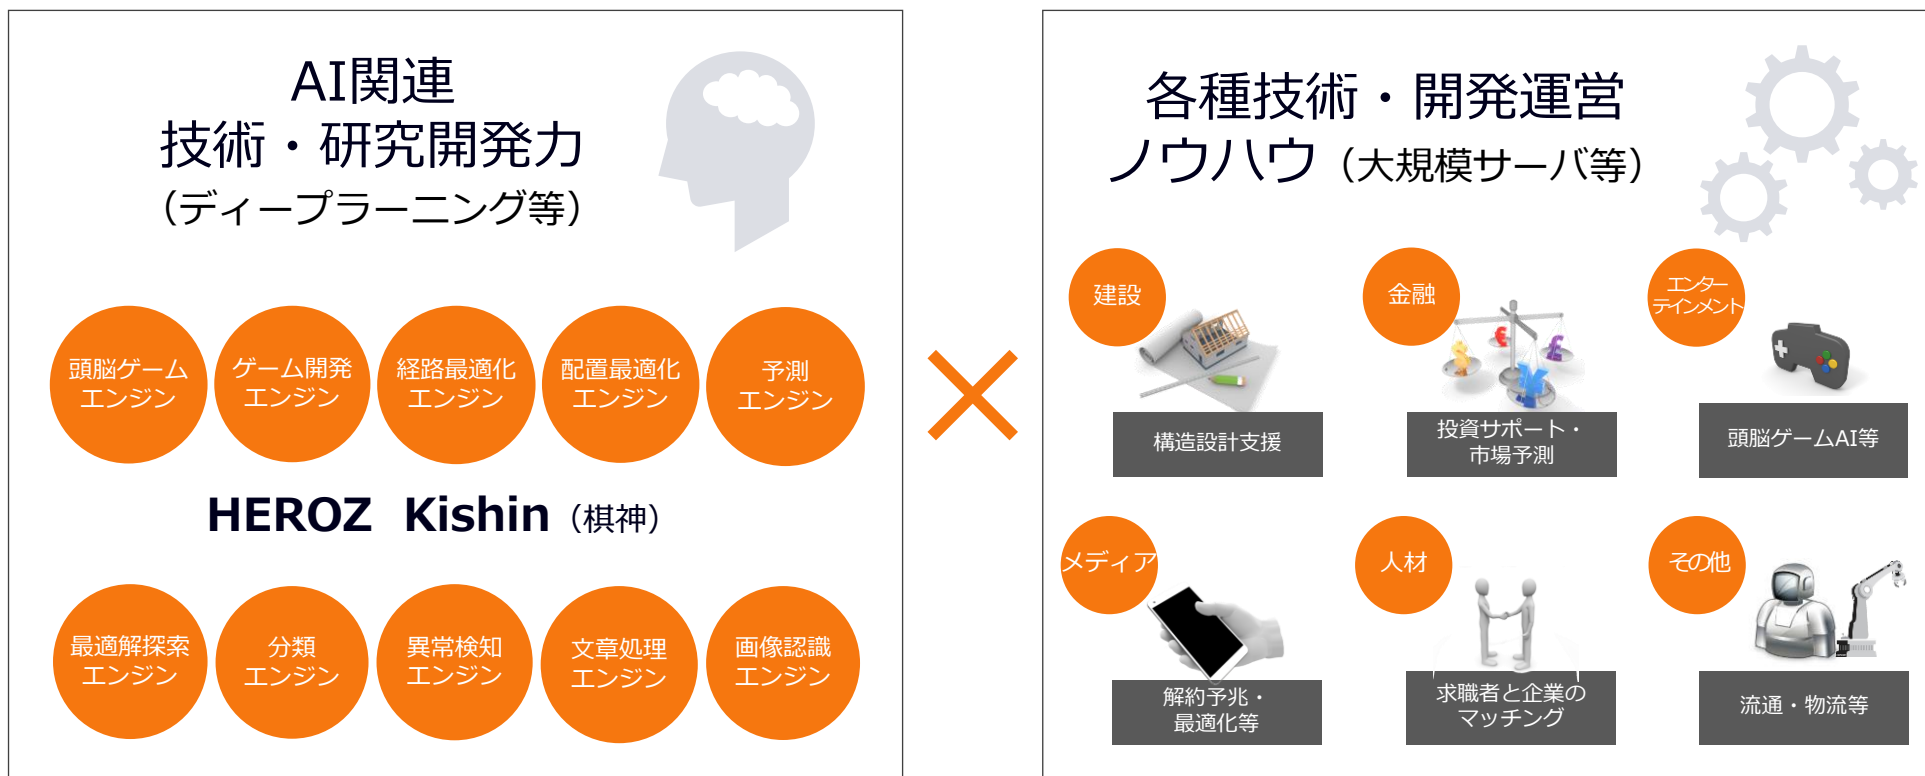 AI関連
技術・研究開発力
（ディープラーニング等）
頭脳ゲーム
エンジン
ゲーム開発
エンジン
経路最適化
エンジン
配置最適化
エンジン
予測
エンジン
HEROZ Kishin（棋神）
最適解探索
エンジン
分類
エンジン
異常検知
エンジン
文章処理
エンジン
画像認識
エンジン
×
各種技術・開発運営
ノウハウ（大規模サーバ等）
建設
構造設計支援
金融
投資サポート・
市場予測
エンター
テインメント
頭脳ゲームAI等
メディア
解約予兆・
最適化等
人材
求職者と企業の
マッチング
その他
流通・物流等